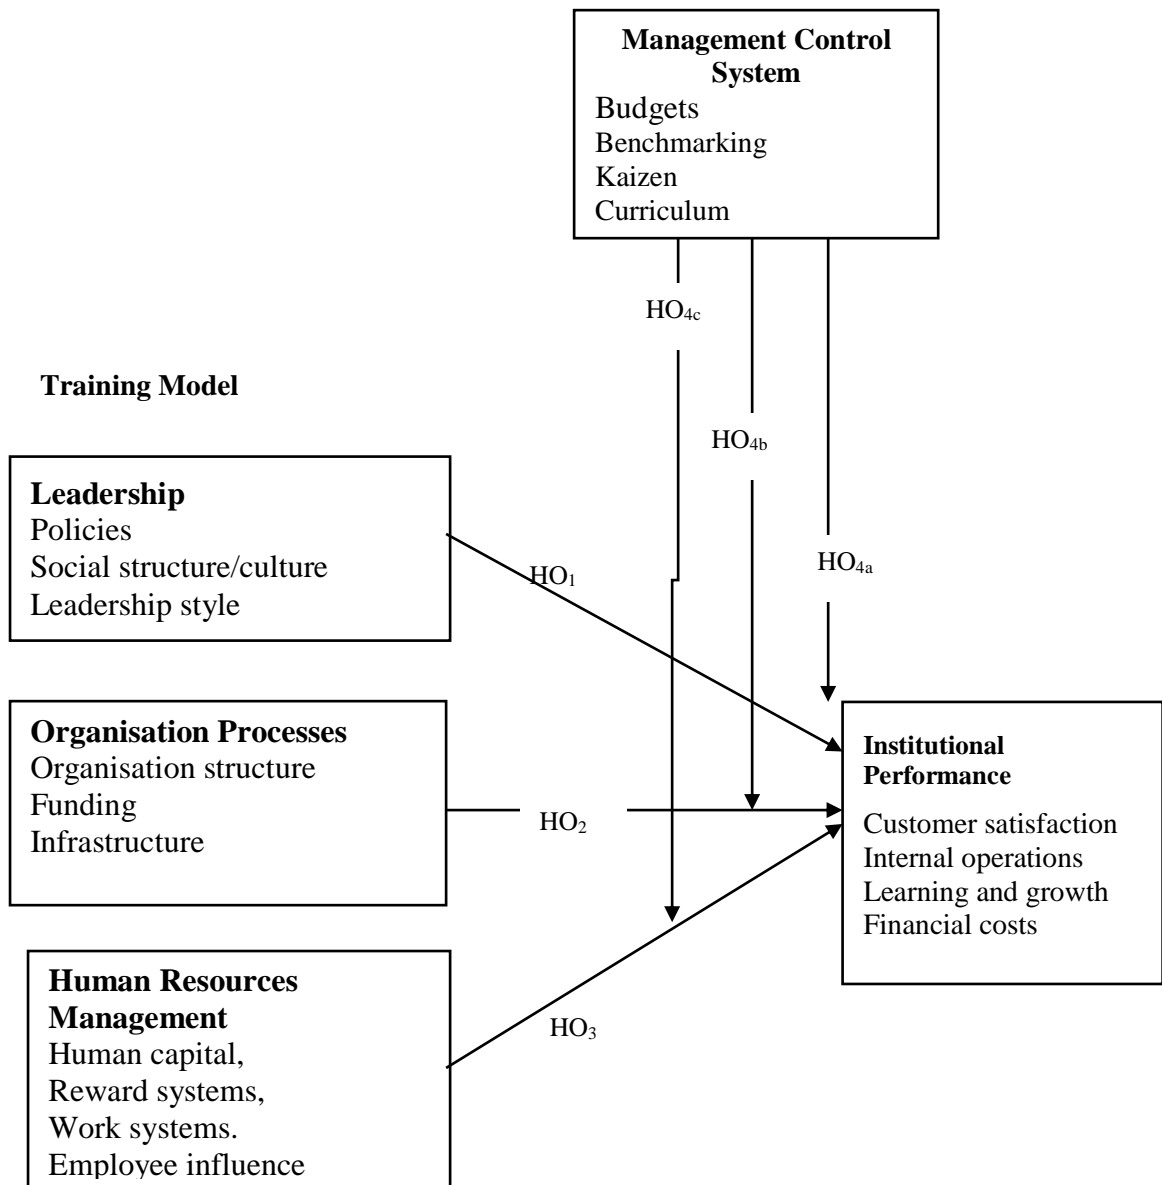 Management Control
System
Budgets
Benchmarking
Kaizen
Curriculum
HO4c
HO4b
HO4a
Training Model
Leadership
Policies
Social structure/culture
Leadership style
HO1
Organisation Processes
Organisation structure
Funding
Infrastructure
HO2
Institutional
Performance
Customer satisfaction
Internal operations
Learning and growth
Financial costs
Human Resources
Management
Human capital,
Reward systems,
Work systems.
Employee influence
HO3